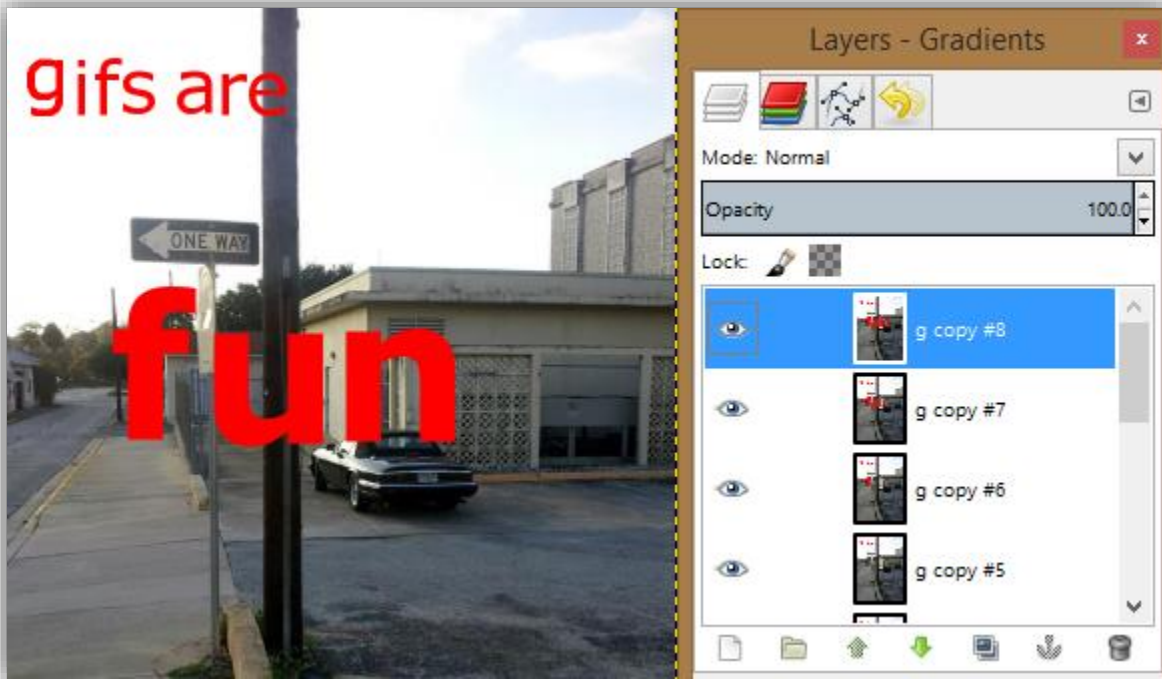 gifs are
ONE WAY
fun
Layers - Gradients
x
Mode: Normal
Opacity 100.0
Lock:
g copy #8
g copy #7
g copy #6
g copy #5